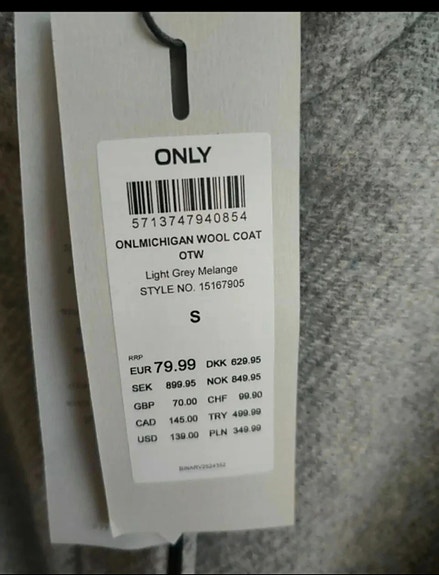 ONLY
5713747940854
ONLMICHIGAN WOOL COAT
OTW
Light Grey Melange
STYLE NO. 15167905
S
RRP
EUR 79.99 DKK 629.95
SEK 899.95 NOK 849.95
GBP 70.00 CHF 99.90
CAD 145.00 TRY 499.99
USD 139.00 PLN 349.99